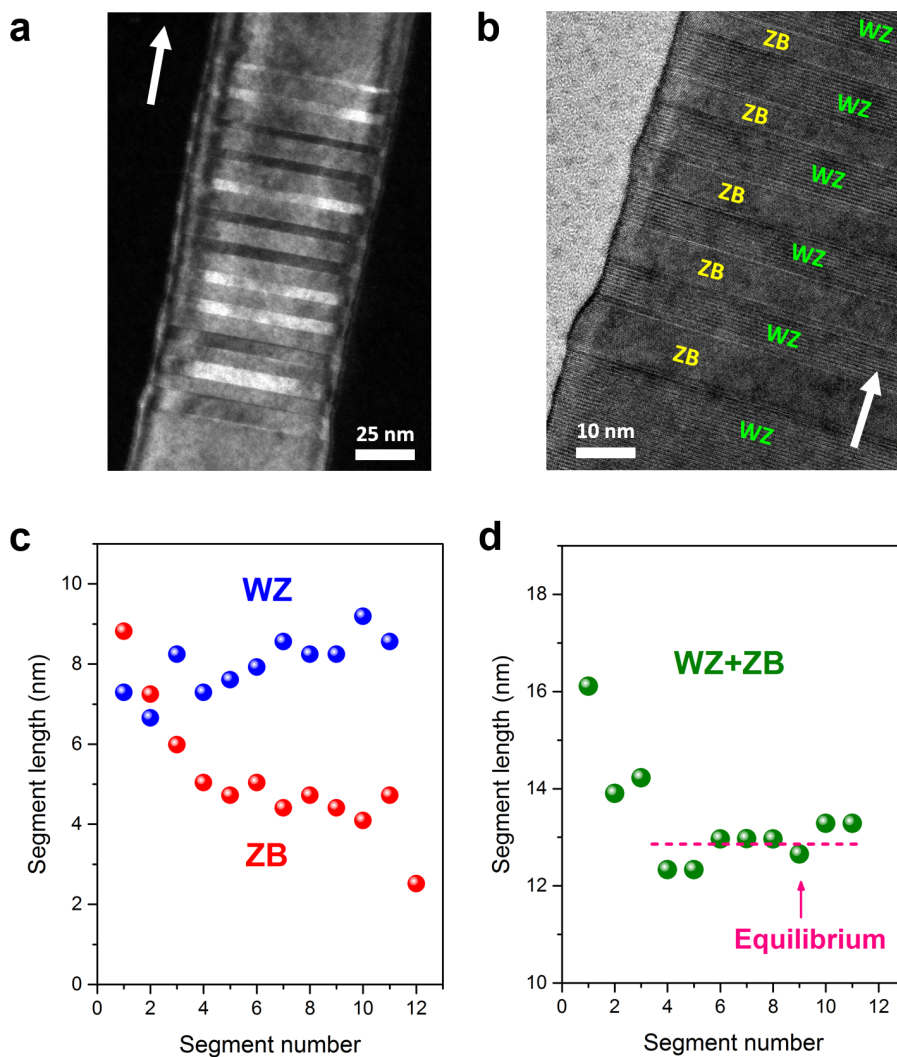 a
25 nm
b
ZB
WZ
ZB
WZ
ZB
WZ
ZB
WZ
ZB
WZ
ZB
WZ
10 nm
c
WZ
ZB
Segment length (nm)
10
8
6
4
2
0
0
2
4
6
8
10
12
Segment number
d
WZ+ZB
Equilibrium
Segment length (nm)
18
16
14
12
10
0
2
4
6
8
10
12
Segment number